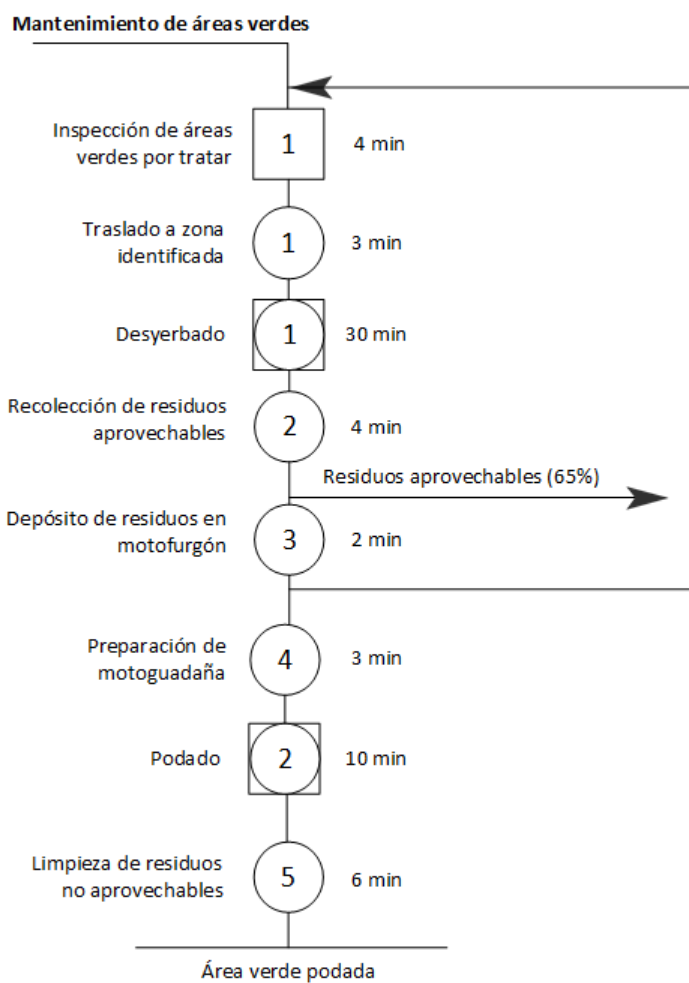 Mantenimiento de áreas verdes
Inspección de áreas
verdes por tratar
1
4 min
Traslado a zona
identificada
1
3 min
Desyerbado
1
30 min
Recolección de residuos
aprovechables
2
4 min
Residuos aprovechables (65%)
Depósito de residuos en
motofurgón
3
2 min
Preparación de
motoguadaña
4
3 min
Podado
2
10 min
Limpieza de residuos
no aprovechables
5
6 min
Área verde podada